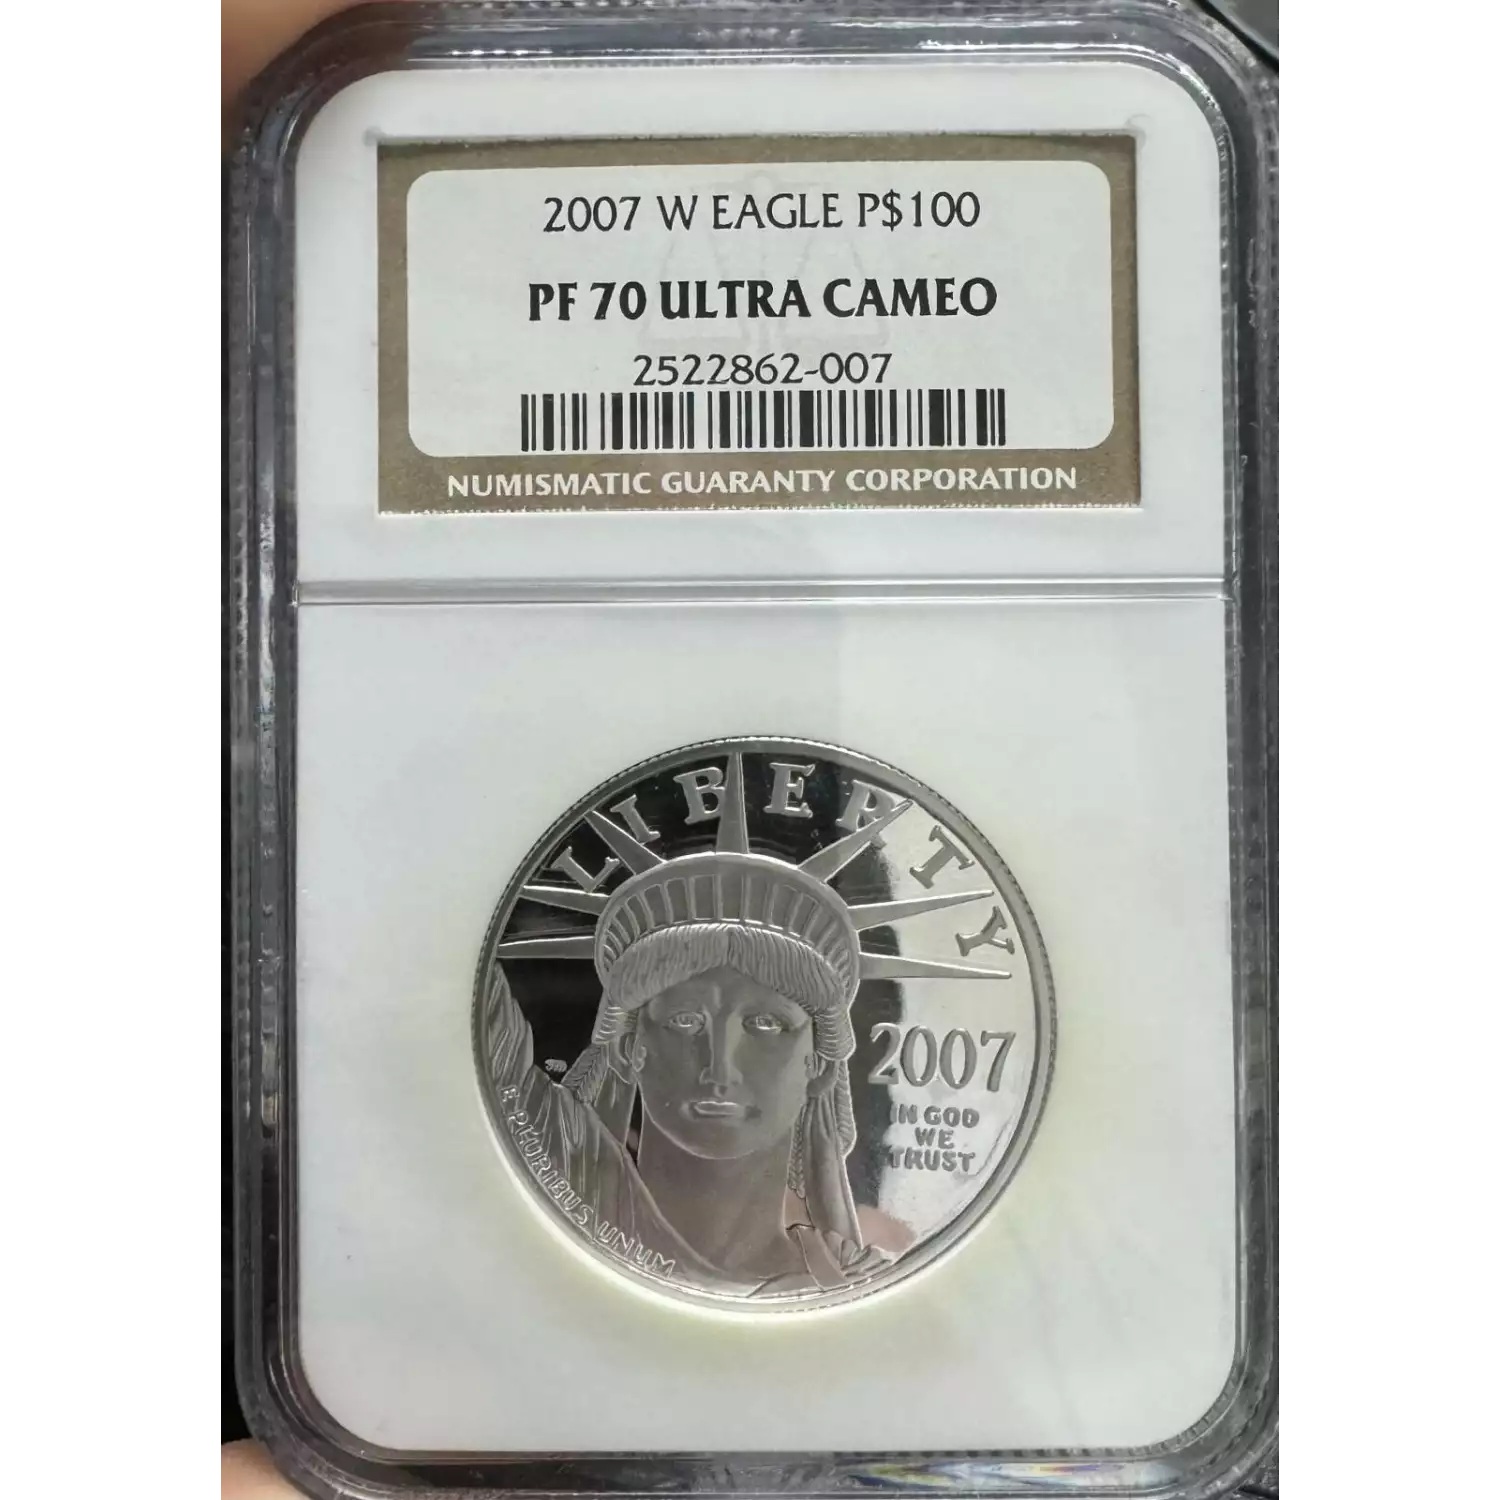 2007 W EAGLE P$100
PF 70 ULTRA CAMEO
2522862-007
NUMISMATIC GUARANTY CORPORATION
LIBERTY
2007
IN GOD
WE
TRUST
E PLURIBUS UNUM